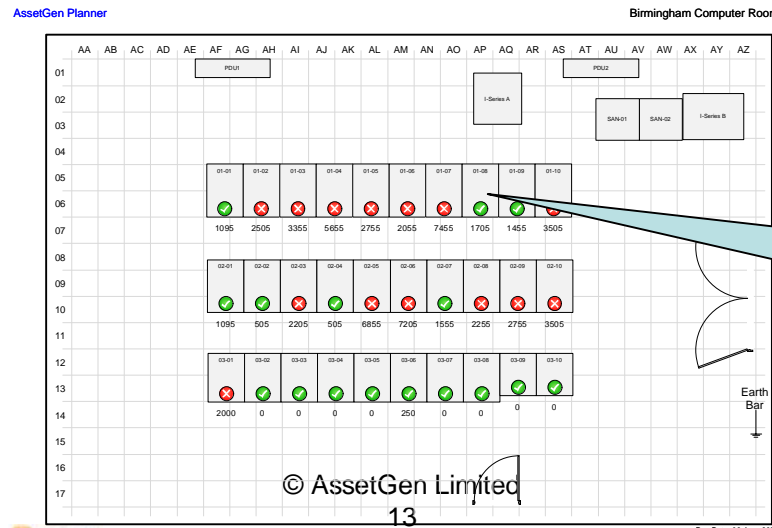 AssetGen Planner
Birmingham Computer Roo
AA AB AC AD AE AF AG AH AI AJ AK AL AM AN AO AP AQ AR AS AT AU AV AW AX AY AZ
01
PDU1
PDU2
02
I-Series A
03
SAN-01 SAN-02 I-Series B
04
05
01-01 01-02 01-03 01-04 01-05 01-06 01-07 01-08 01-09 01-10
06
07
1095 2505 3355 5655 2755 2055 7455 1705 1455 3505
08
02-01 02-02 02-03 02-04 02-05 02-06 02-07 02-08 02-09 02-10
09
10
1095 505 2205 505 6855 7205 1555 2255 2755 3505
11
12
03-01 03-02 03-03 03-04 03-05 03-06 03-07 03-08 03-09 03-10
13
Earth
Bar
14
2000 0 0 0 0 250 0 0 0 0
15
16
17
© AssetGen Limited
13